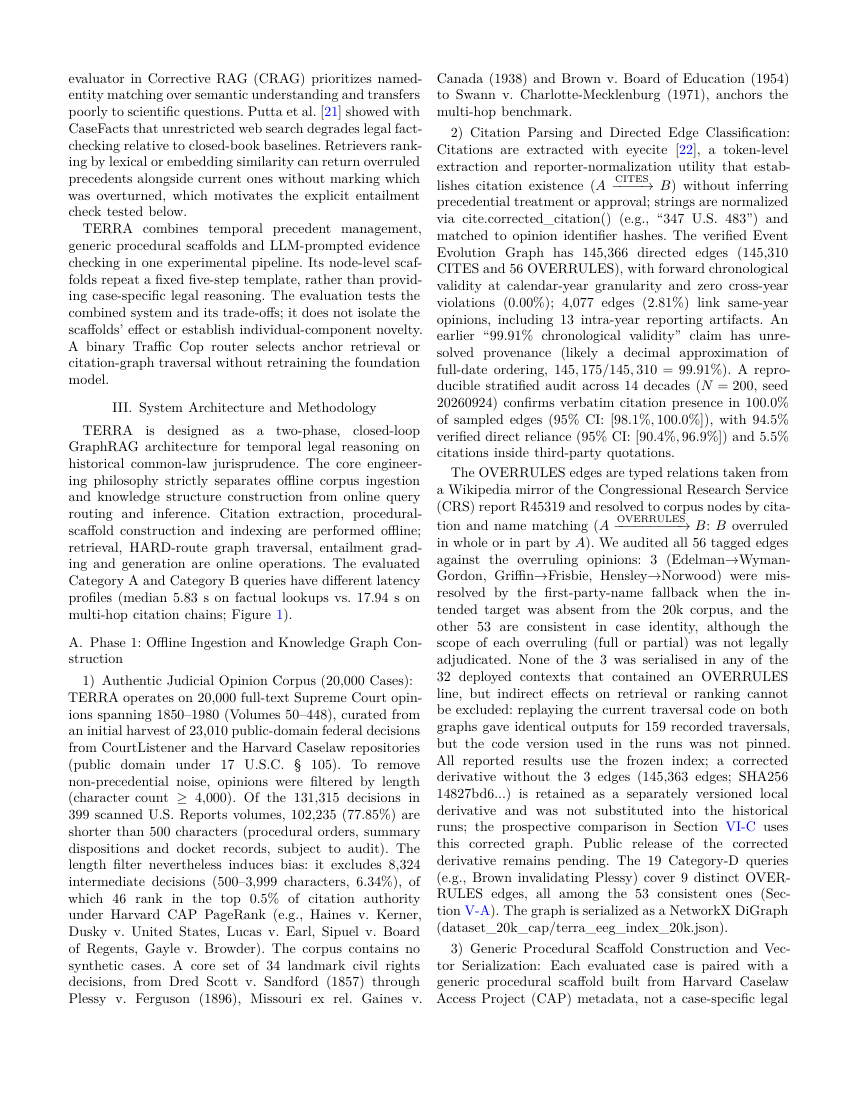 evaluator in Corrective RAG (CRAG) prioritizes named-
entity matching over semantic understanding and transfers
poorly to scientific questions. Putta et al. [21] showed with
CaseFacts that unrestricted web search degrades legal fact-
checking relative to closed-book baselines. Retrievers rank-
ing by lexical or embedding similarity can return overruled
precedents alongside current ones without marking which
was overturned, which motivates the explicit entailment
check tested below.
TERRA combines temporal precedent management,
generic procedural scaffolds and LLM-prompted evidence
checking in one experimental pipeline. Its node-level scaf-
folds repeat a fixed five-step template, rather than provid-
ing case-specific legal reasoning. The evaluation tests the
combined system and its trade-offs; it does not isolate the
scaffolds' effect or establish individual-component novelty.
A binary Traffic Cop router selects anchor retrieval or
citation-graph traversal without retraining the foundation
model.
III. System Architecture and Methodology
TERRA is designed as a two-phase, closed-loop
GraphRAG architecture for temporal legal reasoning on
historical common-law jurisprudence. The core engineer-
ing philosophy strictly separates offline corpus ingestion
and knowledge structure construction from online query
routing and inference. Citation extraction, procedural-
scaffold construction and indexing are performed offline;
retrieval, HARD-route graph traversal, entailment grad-
ing and generation are online operations. The evaluated
Category A and Category B queries have different latency
profiles (median 5.83 s on factual lookups vs. 17.94 s on
multi-hop citation chains; Figure 1).
A. Phase 1: Offline Ingestion and Knowledge Graph Con-
struction
1) Authentic Judicial Opinion Corpus (20,000 Cases):
TERRA operates on 20,000 full-text Supreme Court opin-
ions spanning 1850–1980 (Volumes 50–448), curated from
an initial harvest of 23,010 public-domain federal decisions
from CourtListener and the Harvard Caselaw repositories
(public domain under 17 U.S.C. § 105). To remove
non-precedential noise, opinions were filtered by length
(character count ≥ 4,000). Of the 131,315 decisions in
399 scanned U.S. Reports volumes, 102,235 (77.85%) are
shorter than 500 characters (procedural orders, summary
dispositions and docket records, subject to audit). The
length filter nevertheless induces bias: it excludes 8,324
intermediate decisions (500–3,999 characters, 6.34%), of
which 46 rank in the top 0.5% of citation authority
under Harvard CAP PageRank (e.g., Haines v. Kerner,
Dusky v. United States, Lucas v. Earl, Sipuel v. Board
of Regents, Gayle v. Browder). The corpus contains no
synthetic cases. A core set of 34 landmark civil rights
decisions, from Dred Scott v. Sandford (1857) through
Plessy v. Ferguson (1896), Missouri ex rel. Gaines v.
Canada (1938) and Brown v. Board of Education (1954)
to Swann v. Charlotte-Mecklenburg (1971), anchors the
multi-hop benchmark.
2) Citation Parsing and Directed Edge Classification:
Citations are extracted with eyecite [22], a token-level
extraction and reporter-normalization utility that estab-
lishes citation existence (A CITES→ B) without inferring
precedential treatment or approval; strings are normalized
via cite.corrected_citation() (e.g., “347 U.S. 483”) and
matched to opinion identifier hashes. The verified Event
Evolution Graph has 145,366 directed edges (145,310
CITES and 56 OVERRULES), with forward chronological
validity at calendar-year granularity and zero cross-year
violations (0.00%); 4,077 edges (2.81%) link same-year
opinions, including 13 intra-year reporting artifacts. An
earlier “99.91% chronological validity” claim has unre-
solved provenance (likely a decimal approximation of
full-date ordering, 145, 175/145, 310 = 99.91%). A repro-
ducible stratified audit across 14 decades (N = 200, seed
20260924) confirms verbatim citation presence in 100.0%
of sampled edges (95% CI: [98.1%, 100.0%]), with 94.5%
verified direct reliance (95% CI: [90.4%, 96.9%]) and 5.5%
citations inside third-party quotations.
The OVERRULES edges are typed relations taken from
a Wikipedia mirror of the Congressional Research Service
(CRS) report R45319 and resolved to corpus nodes by cita-
tion and name matching (A OVERRULES→ B: B overruled
in whole or in part by A). We audited all 56 tagged edges
against the overruling opinions: 3 (Edelman→Wyman-
Gordon, Griffin→Frisbie, Hensley→Norwood) were mis-
resolved by the first-party-name fallback when the in-
tended target was absent from the 20k corpus, and the
other 53 are consistent in case identity, although the
scope of each overruling (full or partial) was not legally
adjudicated. None of the 3 was serialised in any of the
32 deployed contexts that contained an OVERRULES
line, but indirect effects on retrieval or ranking cannot
be excluded: replaying the current traversal code on both
graphs gave identical outputs for 159 recorded traversals,
but the code version used in the runs was not pinned.
All reported results use the frozen index; a corrected
derivative without the 3 edges (145,363 edges; SHA256
14827bd6...) is retained as a separately versioned local
derivative and was not substituted into the historical
runs; the prospective comparison in Section VI-C uses
this corrected graph. Public release of the corrected
derivative remains pending. The 19 Category-D queries
(e.g., Brown invalidating Plessy) cover 9 distinct OVER-
RULES edges, all among the 53 consistent ones (Sec-
tion V-A). The graph is serialized as a NetworkX DiGraph
(dataset_20k_cap/terra_eeg_index_20k.json).
3) Generic Procedural Scaffold Construction and Vec-
tor Serialization: Each evaluated case is paired with a
generic procedural scaffold built from Harvard Caselaw
Access Project (CAP) metadata, not a case-specific legal